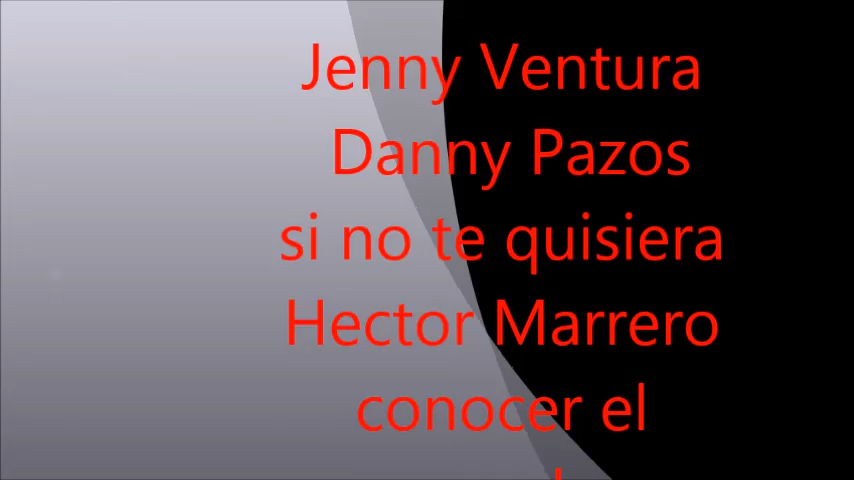 Jenny Ventura
Danny Pazos
si no te quisiera
Hector Marrero
conocer el